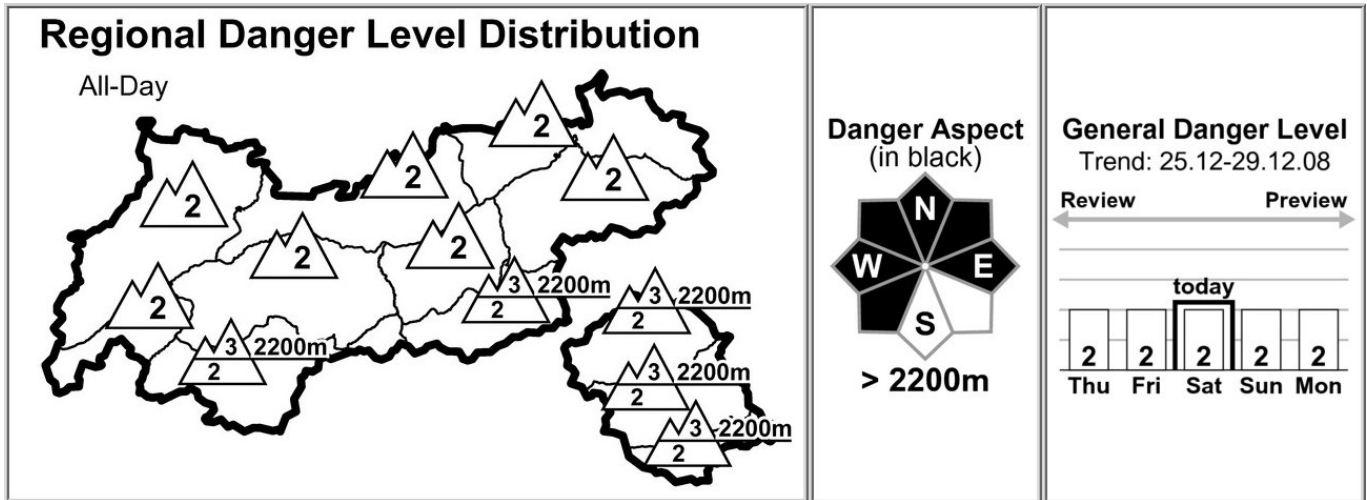 Regional Danger Level Distribution
All-Day
2
2
2
2
2
2
2
3 2200m
2
3 2200m
2
2
3 2200m
2
3 2200m
2
3 2200m
2
Danger Aspect
(in black)
N
W E
S
> 2200m
General Danger Level
Trend: 25.12-29.12.08
Review Preview
today
2 2 2 2 2
Thu Fri Sat Sun Mon